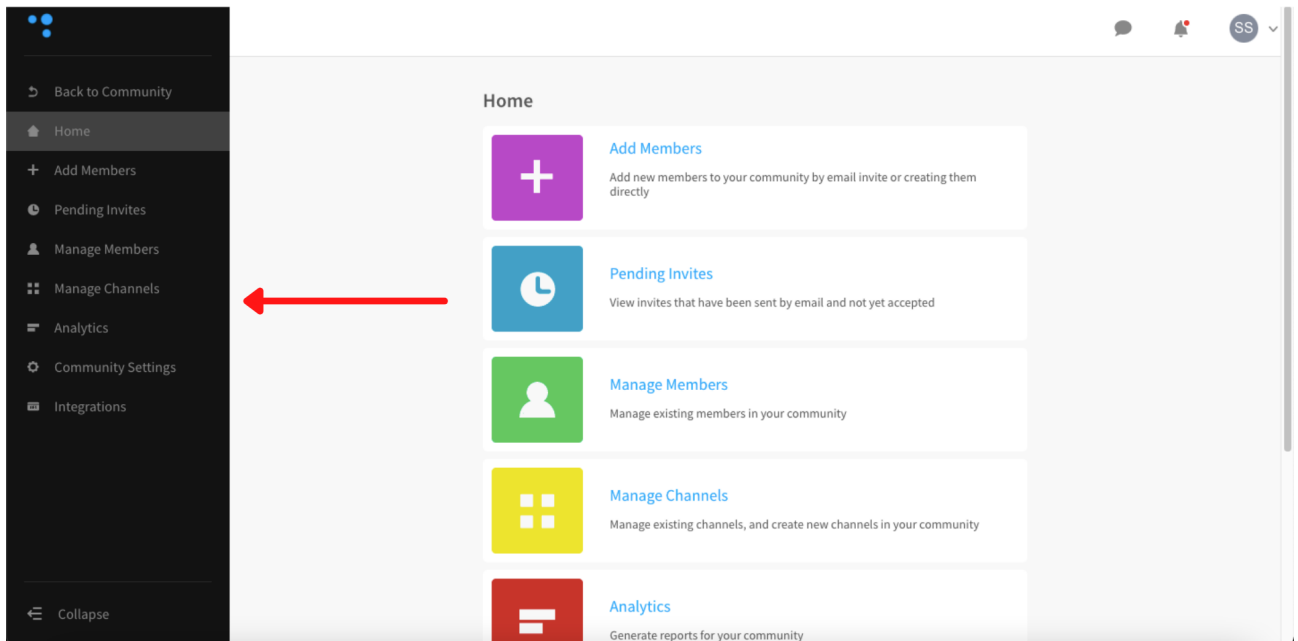 SS
Back to Community
Home
Add Members
Pending Invites
Manage Members
Manage Channels
Analytics
Community Settings
Integrations
Collapse
Home
Add Members
Add new members to your community by email invite or creating them
directly
Pending Invites
View invites that have been sent by email and not yet accepted
Manage Members
Manage existing members in your community
Manage Channels
Manage existing channels, and create new channels in your community
Analytics
Generate reports for your community